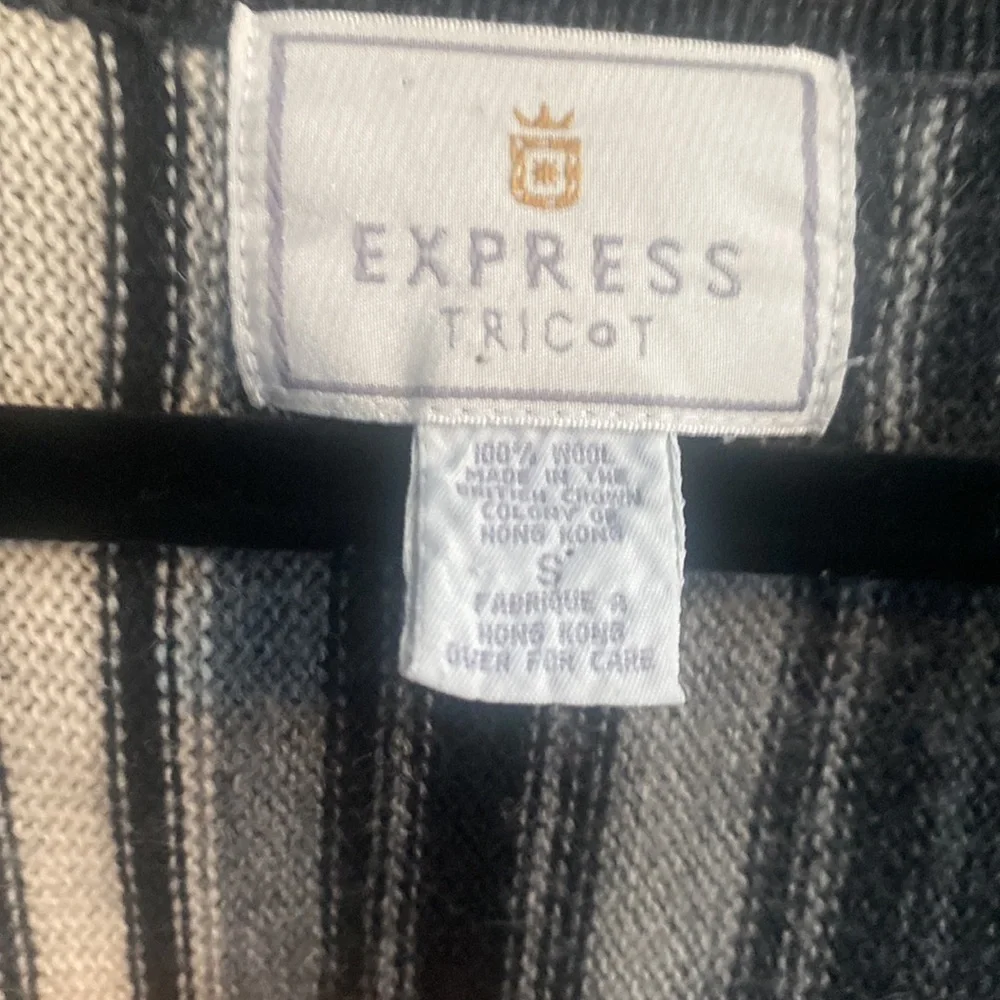 EXPRESS
TRICOT
100% WOOL
MADE IN THE
BRITISH CROWN
COLONY OF
HONG KONG
S
FABRIQUE A
HONG KONG
OVER FOR CARE